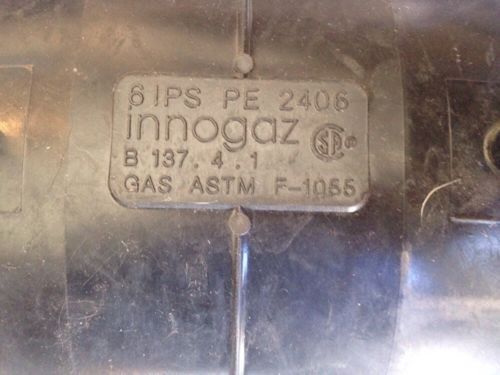 6 IPS PE 2406
innogaz
B 137.4.1
GAS ASTM F-1055